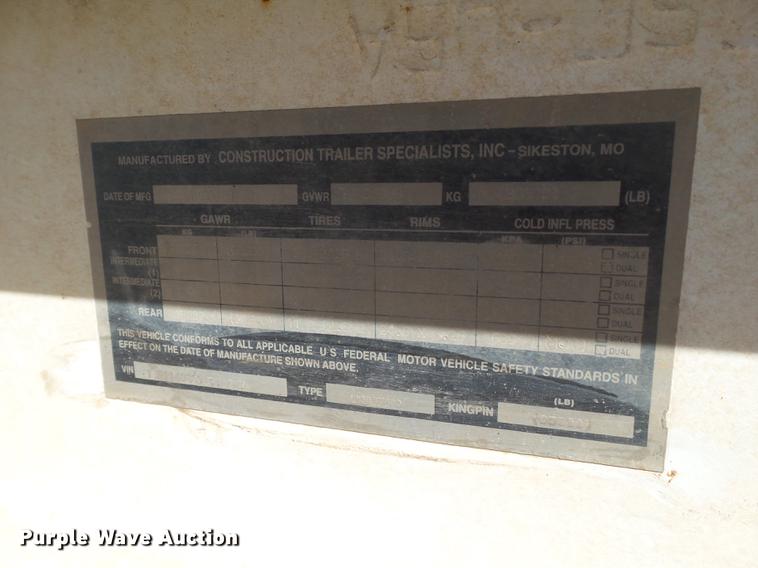 MANUFACTURED BY CONSTRUCTION TRAILER SPECIALISTS, INC - SIKESTON, MO
DATE OF MFG GVWR KG (LB)
GAWR TIRES RIMS COLD INFL PRESS
KG (LB) KPA (PSI)
FRONT SINGLE
DUAL
INTERMEDIATE (1) SINGLE
DUAL
INTERMEDIATE (2) SINGLE
DUAL
REAR SINGLE
DUAL
THIS VEHICLE CONFORMS TO ALL APPLICABLE U S FEDERAL MOTOR VEHICLE SAFETY STANDARDS IN
EFFECT ON THE DATE OF MANUFACTURE SHOWN ABOVE.
VIN TYPE KINGPIN (LB)
Purple Wave Auction